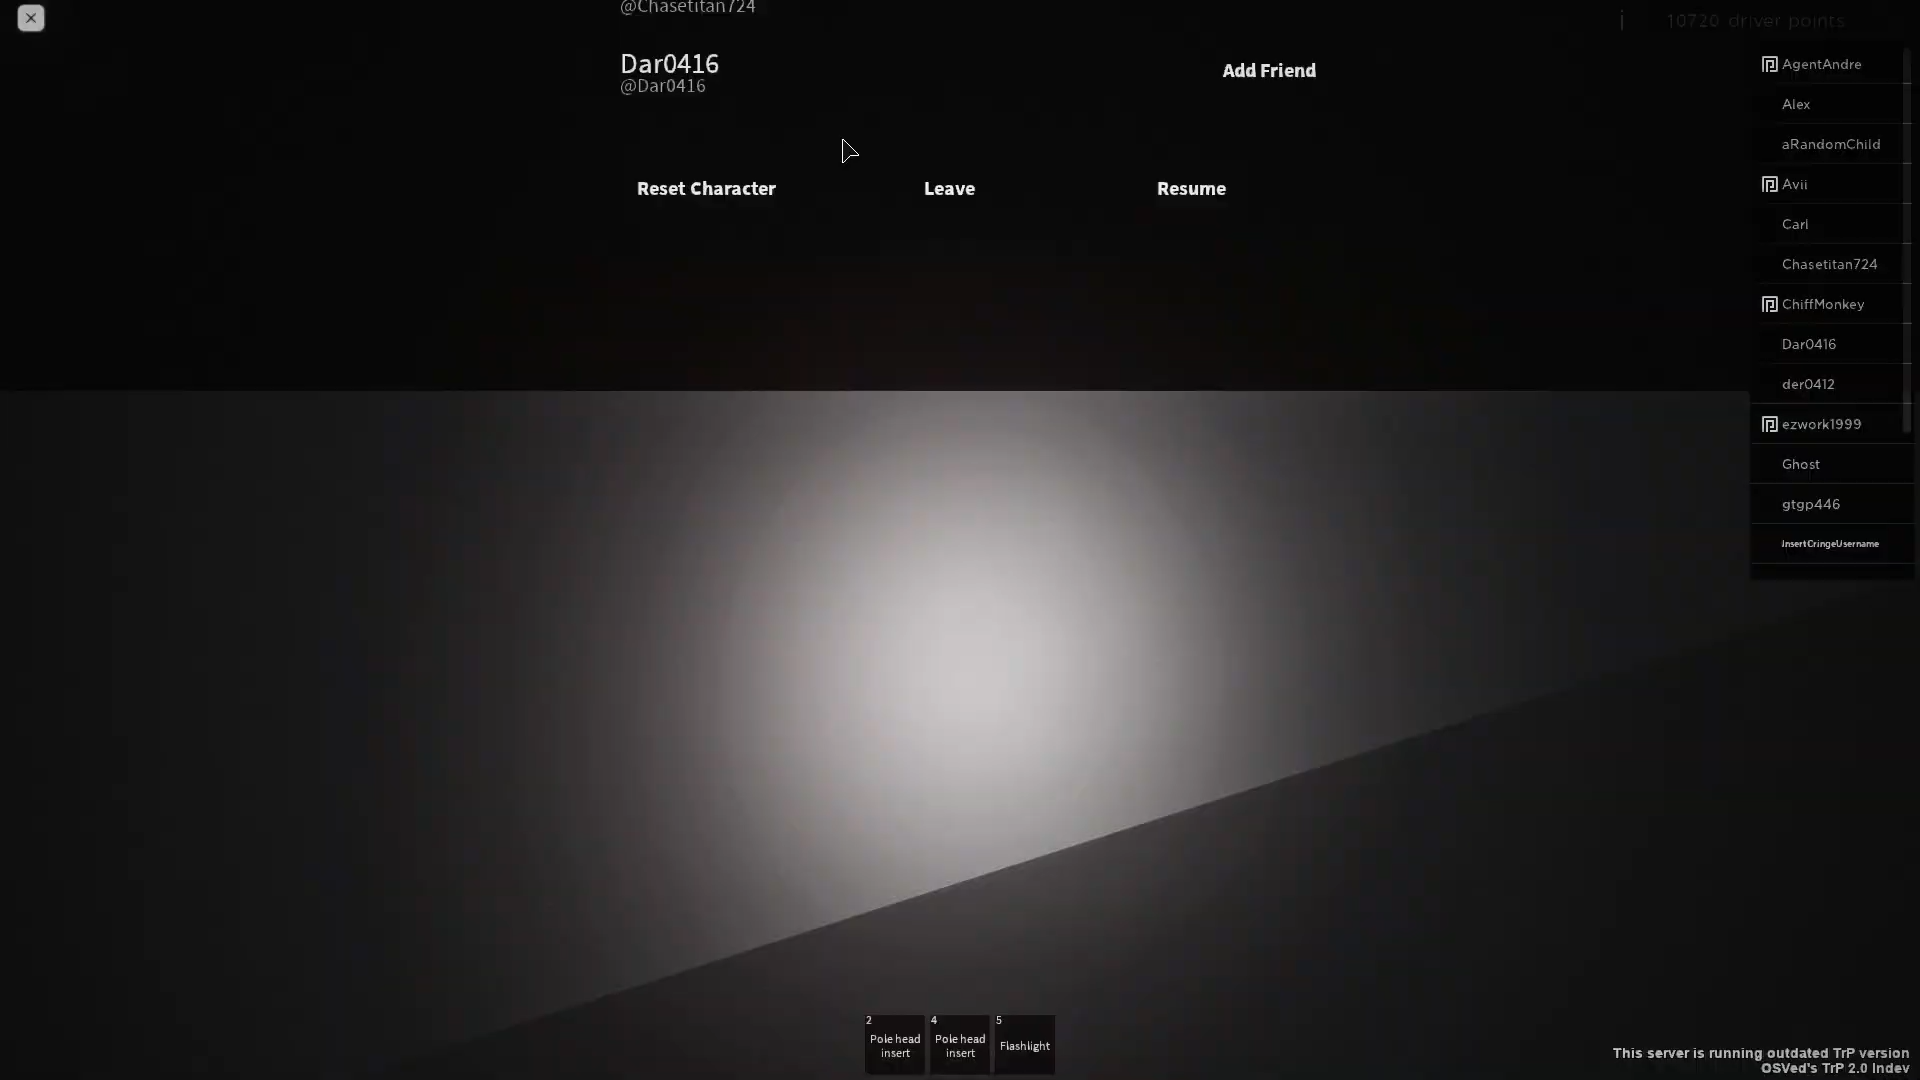 @Chasetitan724
10720 driver points
Dar0416
@Dar0416
Add Friend
Reset Character
Leave
Resume
AgentAndre
Alex
aRandomChild
Avii
Carl
Chasetitan724
ChiffMonkey
Dar0416
der0412
ezwork1999
Ghost
gtgp446
InsertCringeUsername
2
Pole head
insert
4
Pole head
insert
5
Flashlight
This server is running outdated TrP version
OSVed's TrP 2.0 Indev